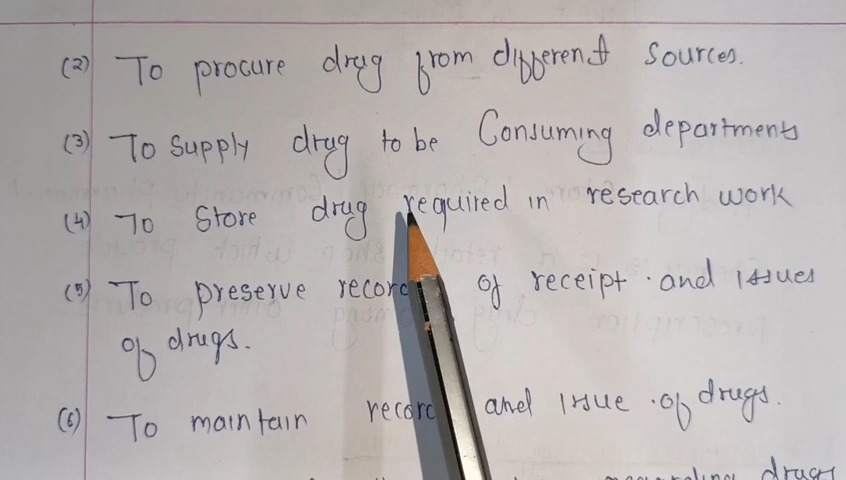 (2) To procure drug from different Sources.
(3) To Supply drug to be Consuming departments
(4) To Store drug required in research work
(5) To preserve record of receipt and issues
of drugs.
(6) To maintain record and issue of drugs.
regarding drugs